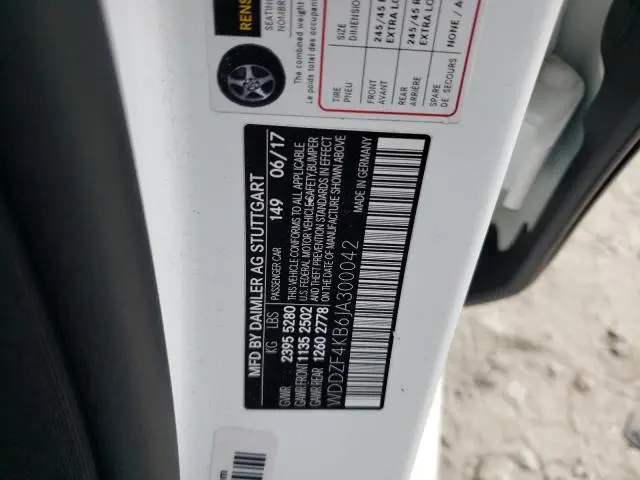 RENS
SEATING
NOMBR
The combined weight
Le poids total des occupants
TIRE
PNEU
SIZE
DIMENSION
FRONT
AVANT
245/45 R
EXTRA LO
REAR
ARRIÈRE
245/45 R
EXTRA LO
SPARE
DE SECOURS
NONE / A
MFD BY DAIMLER AG STUTTGART
KG LBS PASSENGER CAR 149 06/17
GVWR 2395 5280
GAWR FRONT 1135 2502
GAWR REAR 1260 2778
THIS VEHICLE CONFORMS TO ALL APPLICABLE
U.S. FEDERAL MOTOR VEHICLE SAFETY, BUMPER
AND THEFT PREVENTION STANDARDS IN EFFECT
ON THE DATE OF MANUFACTURE SHOWN ABOVE
WDDZF4KB6JA300042
MADE IN GERMANY